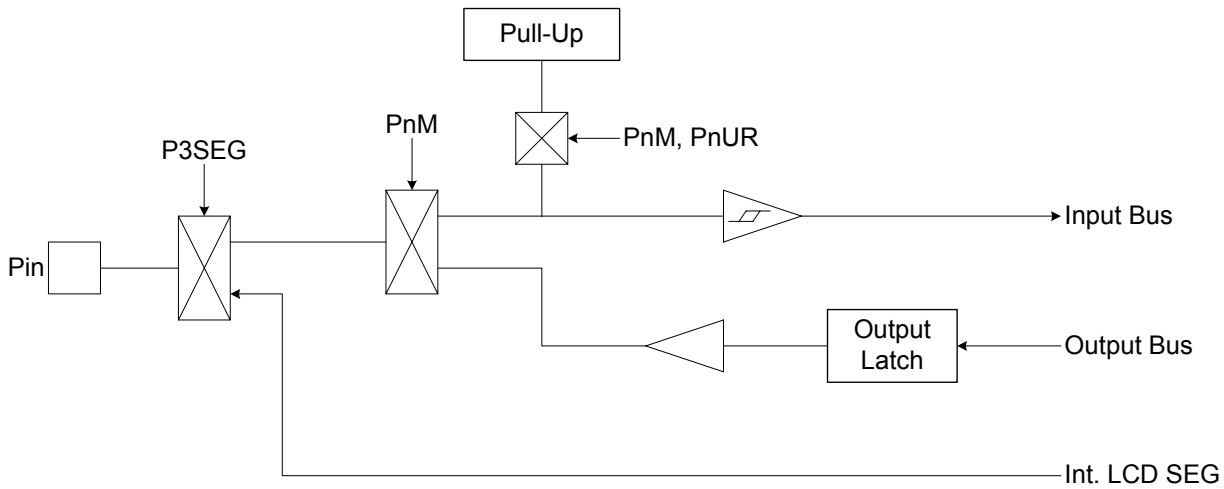 Pull-Up
PnM
PnM, PnUR
P3SEG
Input Bus
Pin
Output
Latch
Output Bus
Int. LCD SEG